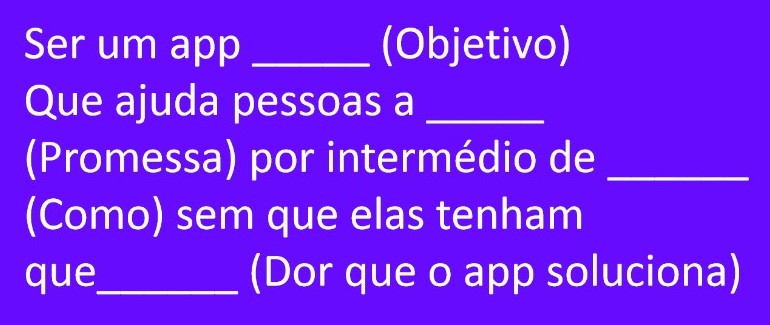 Ser um app _____ (Objetivo)
Que ajuda pessoas a _____
(Promessa) por intermédio de ______
(Como) sem que elas tenham
que______ (Dor que o app soluciona)